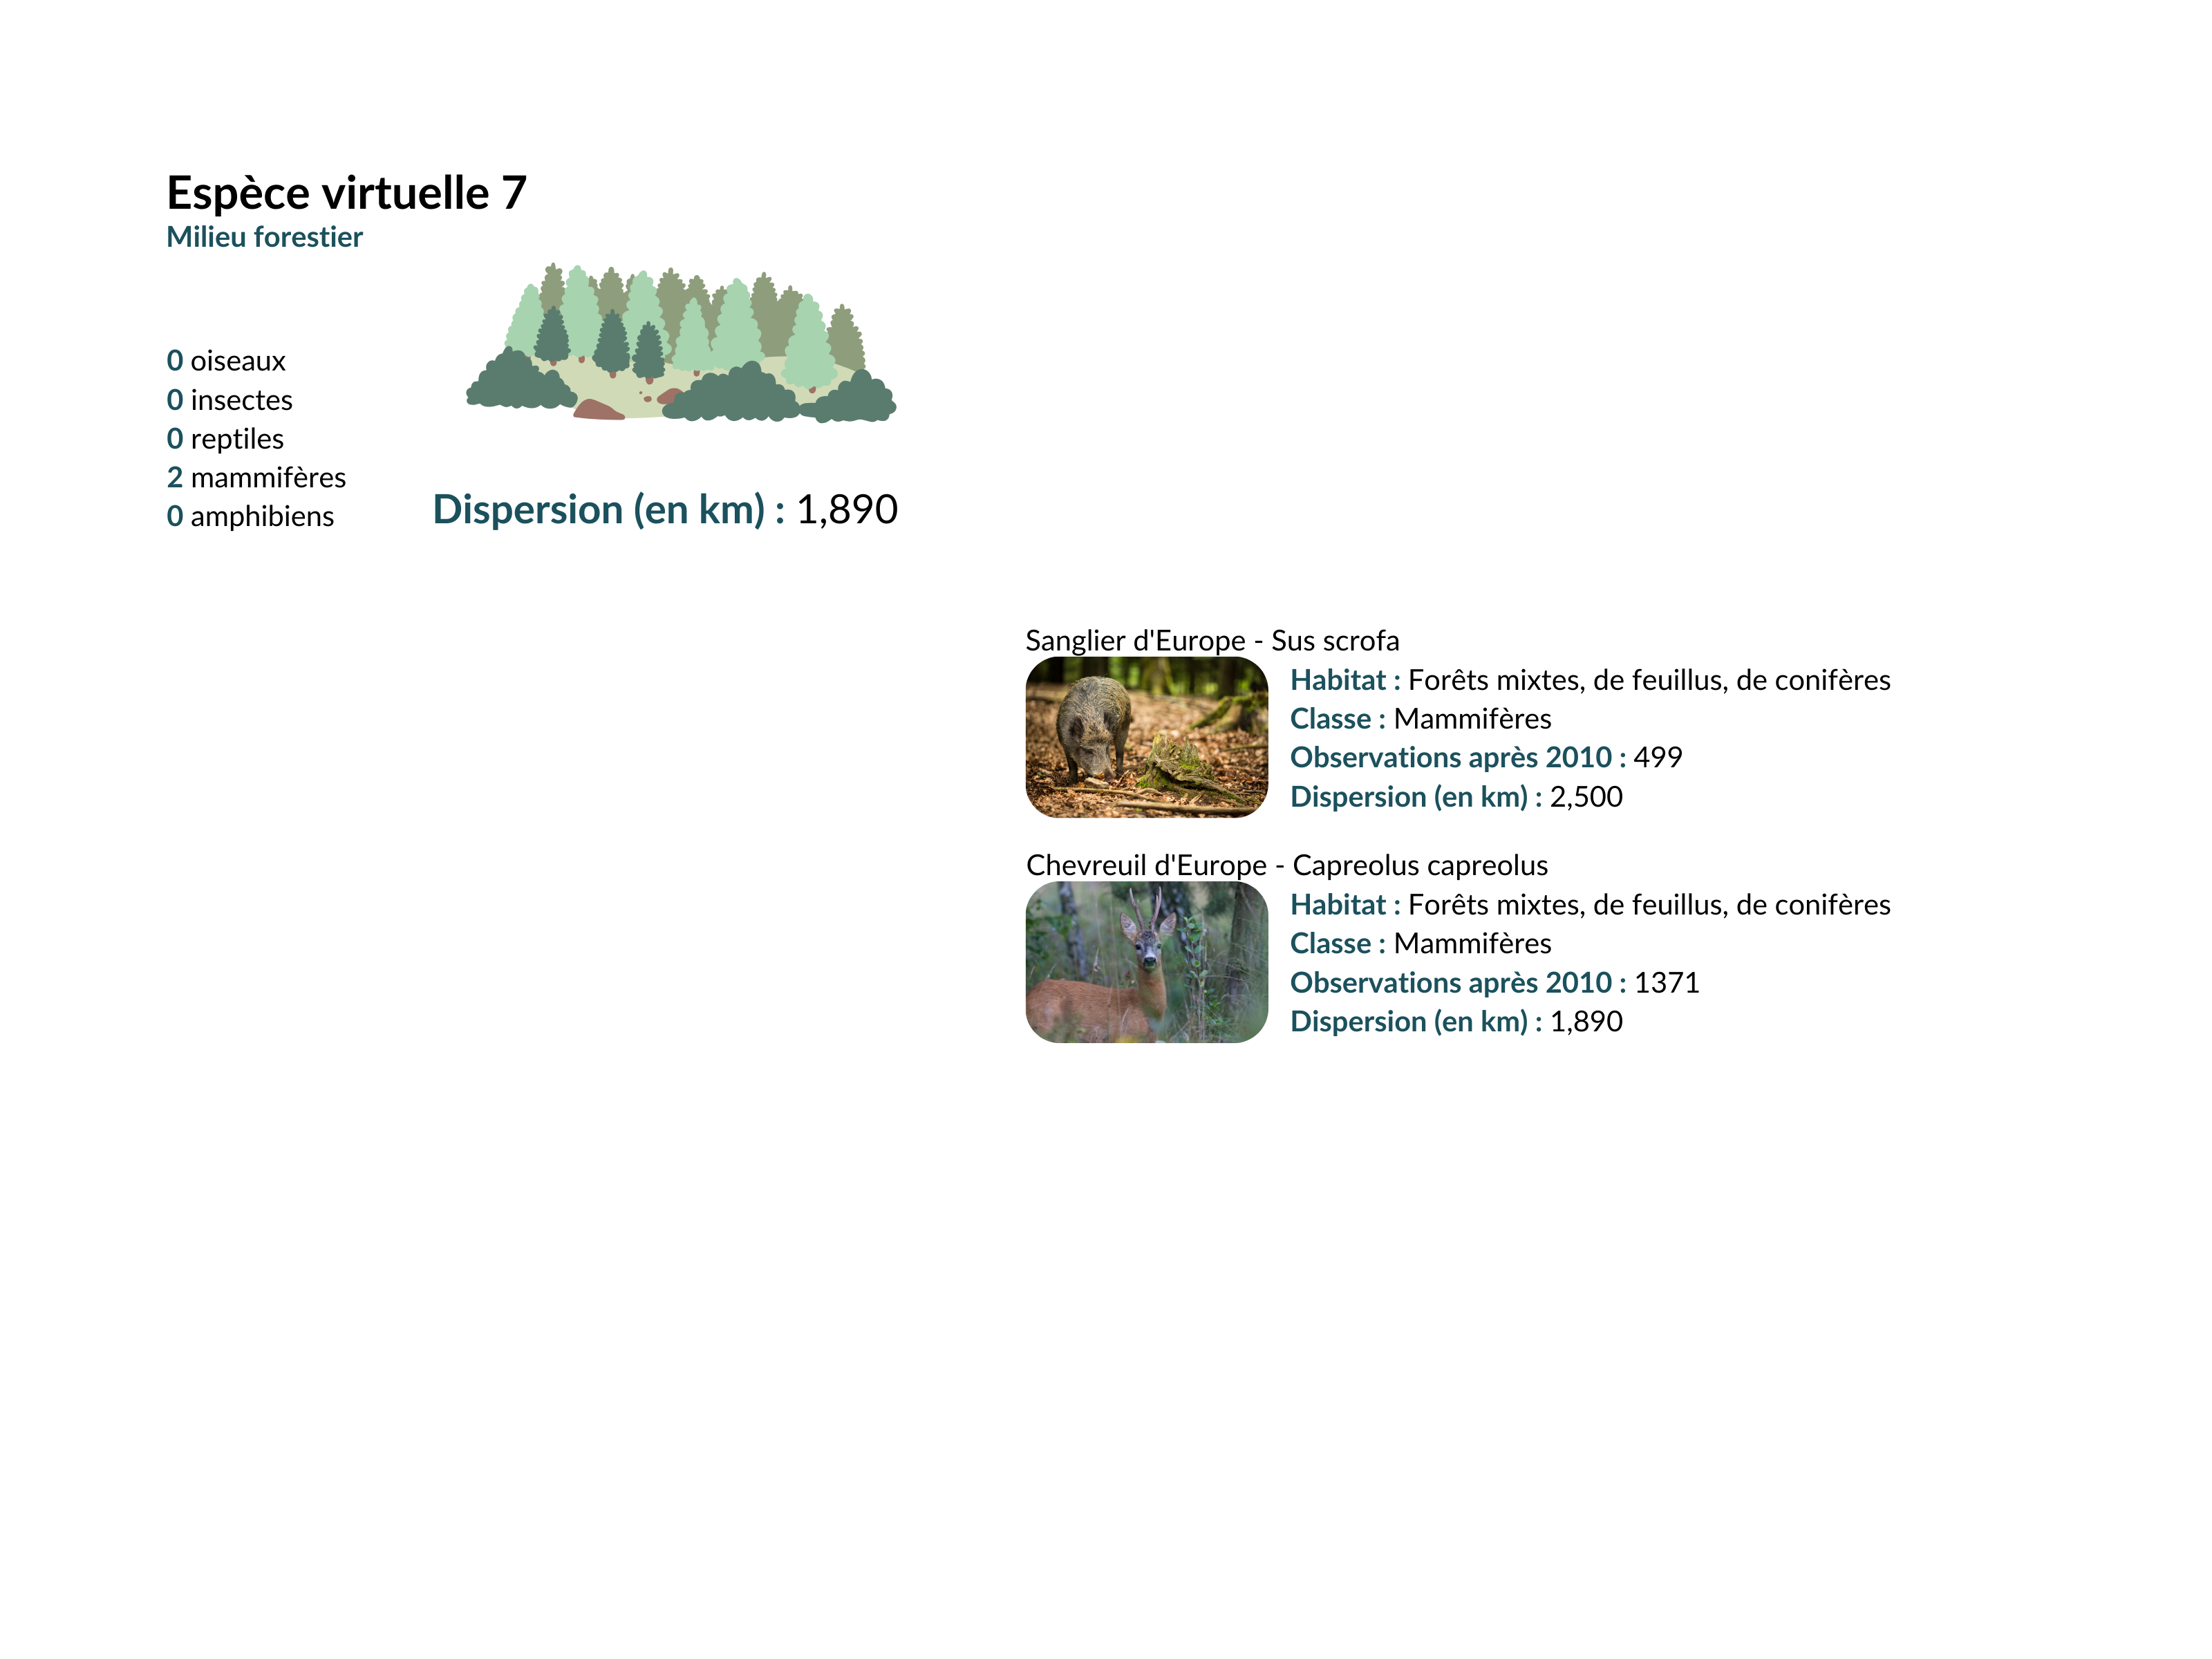 Espèce virtuelle 7
Milieu forestier
0 oiseaux
0 insectes
0 reptiles
2 mammifères
0 amphibiens
Dispersion (en km) : 1,890
Sanglier d'Europe - Sus scrofa
Habitat : Forêts mixtes, de feuillus, de conifères
Classe : Mammifères
Observations après 2010 : 499
Dispersion (en km) : 2,500
Chevreuil d'Europe - Capreolus capreolus
Habitat : Forêts mixtes, de feuillus, de conifères
Classe : Mammifères
Observations après 2010 : 1371
Dispersion (en km) : 1,890